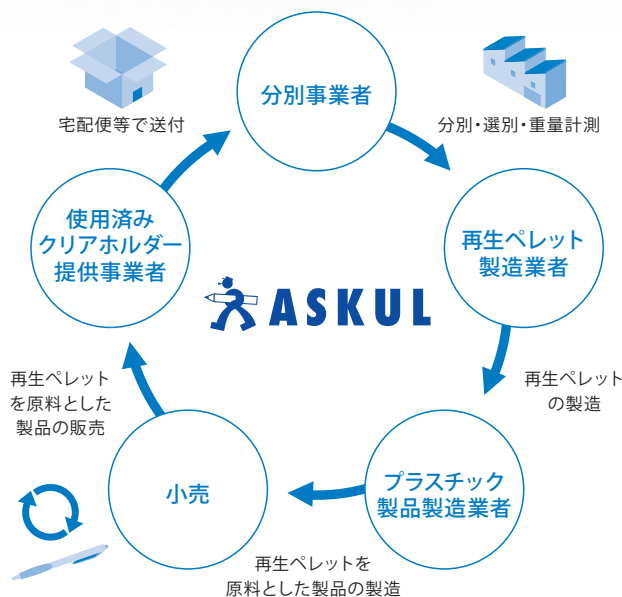 分別事業者
宅配便等で送付
分別・選別・重量計測
使用済み
クリアホルダー
提供事業者
再生ペレット
製造業者
ASKUL
再生ペレット
を原料とした
製品の販売
再生ペレット
の製造
小売
プラスチック
製品製造業者
再生ペレットを
原料とした製品の製造